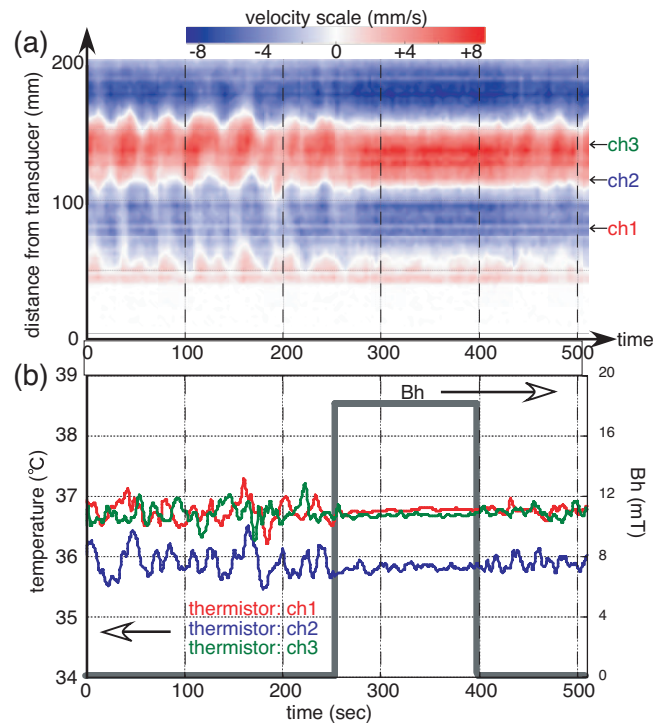 velocity scale (mm/s)
(a)
-8 -4 0 +4 +8
200
100
0
distance from transducer (mm)
ch3
ch2
ch1
time
0 100 200 300 400 500
(b)
39
38
37
36
35
34
temperature (℃)
Bh
20
16
12
8
4
0
Bh (mT)
thermistor: ch1
thermistor: ch2
thermistor: ch3
0 100 200 300 400 500
time (sec)